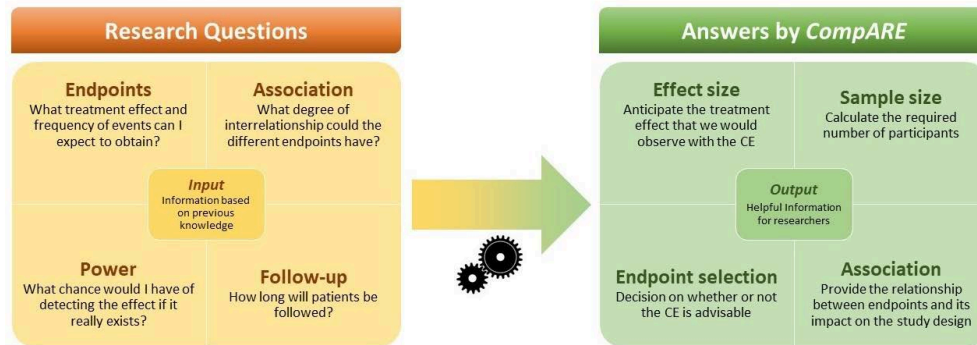 Research Questions
Endpoints
What treatment effect and
frequency of events can I
expect to obtain?
Association
What degree of
interrelationship could the
different endpoints have?
Input
Information based
on previous
knowledge
Power
What chance would I have of
detecting the effect if it
really exists?
Follow-up
How long will patients be
followed?
Answers by CompARE
Effect size
Anticipate the treatment
effect that we would
observe with the CE
Sample size
Calculate the required
number of participants
Output
Helpful Information
for researchers
Endpoint selection
Decision on whether or not
the CE is advisable
Association
Provide the relationship
between endpoints and its
impact on the study design